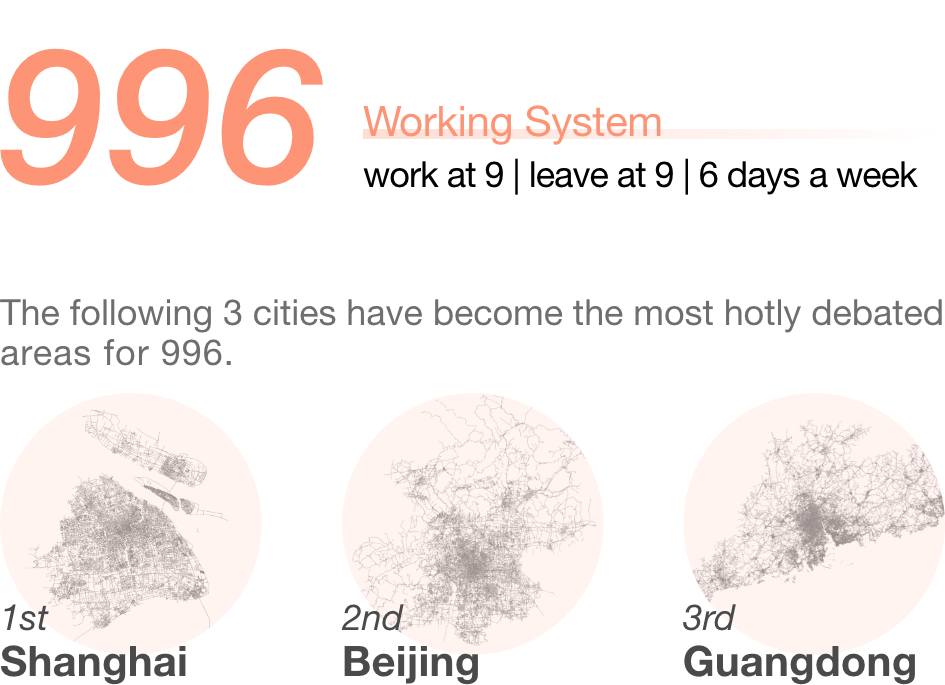 996
Working System
work at 9 | leave at 9 | 6 days a week
The following 3 cities have become the most hotly debated
areas for 996.
1st
Shanghai
2nd
Beijing
3rd
Guangdong